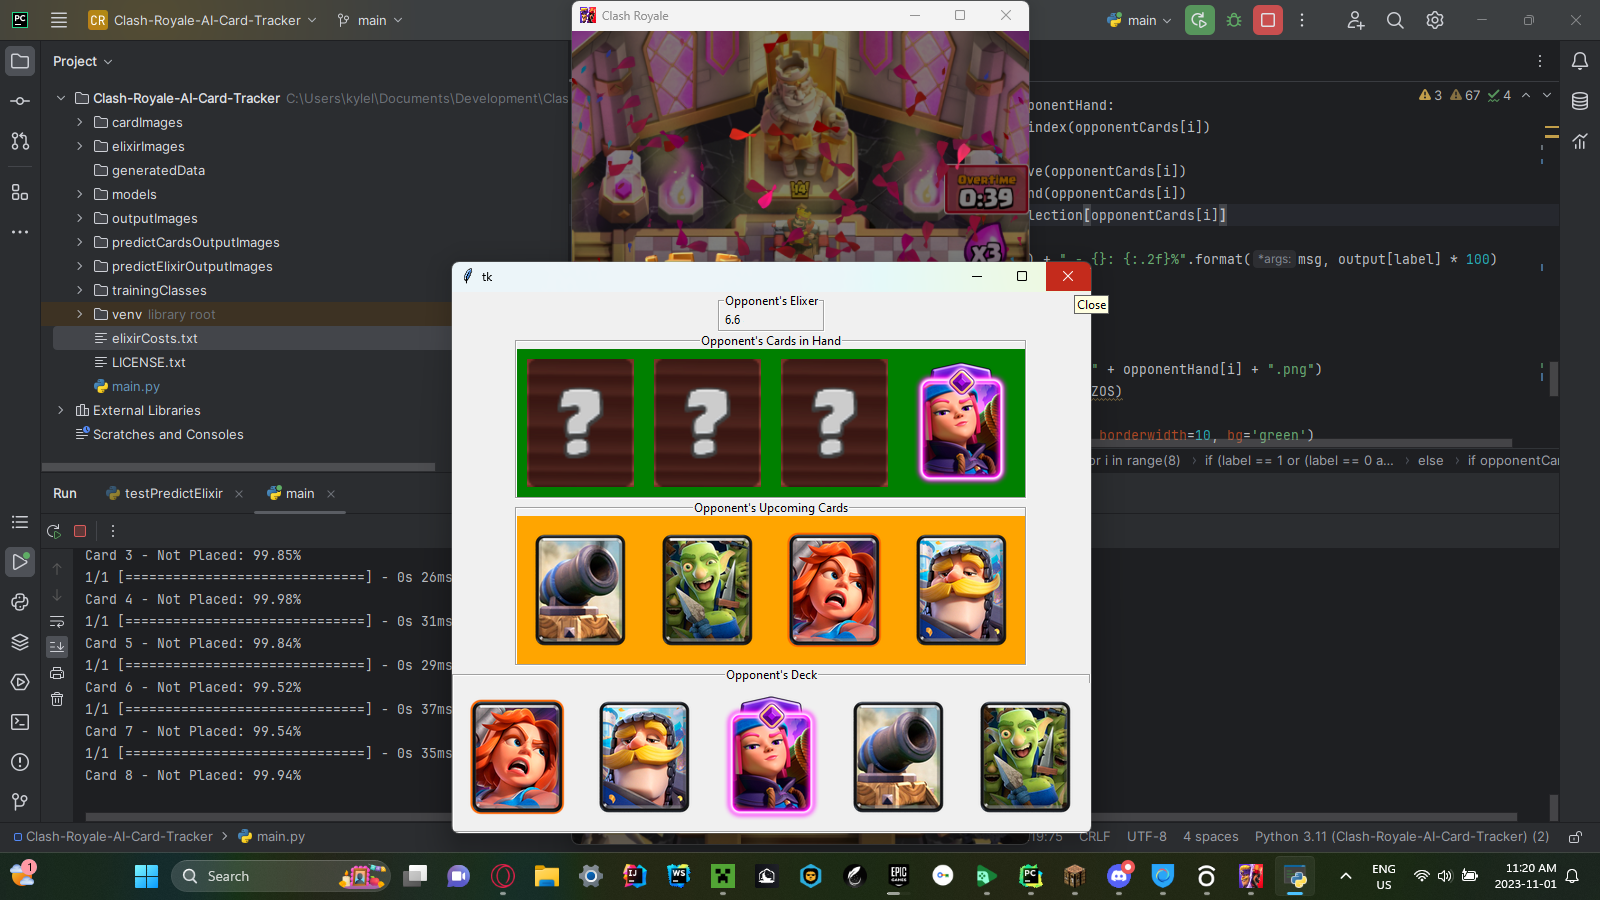 PC
CR Clash-Royale-AI-Card-Tracker
main
Clash Royale
main
Project
Clash-Royale-AI-Card-Tracker C:\Users\kylel\Documents\Development\Clas
cardImages
elixirImages
generatedData
models
outputImages
predictCardsOutputImages
predictElixirOutputImages
trainingClasses
venv library root
elixirCosts.txt
LICENSE.txt
main.py
External Libraries
Scratches and Consoles
14
OVERTIME
0:39
X3
3 67 4
ponentHand:
index(opponentCards[i])
ve(opponentCards[i])
nd(opponentCards[i])
lection[opponentCards[i]]
) + " - {}: {:.2f}%".format( *args: msg, output[label] * 100)
" + opponentHand[i] + ".png")
ZOS)
borderwidth=10, bg='green')
or i in range(8) › if (label == 1 or (label == 0 a... › else › if opponentCar
tk
Close
Opponent's Elixer
6.6
Opponent's Cards in Hand
? ? ?
Opponent's Upcoming Cards
Opponent's Deck
Run testPredictElixir main
Card 3 - Not Placed: 99.85%
1/1 [==============================] - 0s 26ms
Card 4 - Not Placed: 99.98%
1/1 [==============================] - 0s 31ms
Card 5 - Not Placed: 99.84%
1/1 [==============================] - 0s 29ms
Card 6 - Not Placed: 99.52%
1/1 [==============================] - 0s 37ms
Card 7 - Not Placed: 99.54%
1/1 [==============================] - 0s 35ms
Card 8 - Not Placed: 99.94%
Clash-Royale-AI-Card-Tracker › main.py
19:75 CRLF UTF-8 4 spaces Python 3.11 (Clash-Royale-AI-Card-Tracker) (2)
1
Search
IJ
WS
EPIC GAMES
PC
ENG
US
11:20 AM
2023-11-01